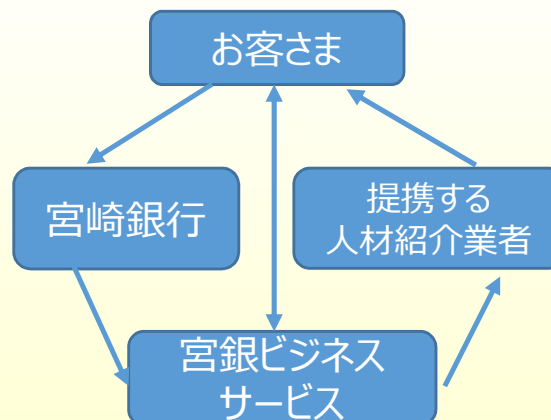 お客さま
宮崎銀行
提携する
人材紹介業者
宮銀ビジネス
サービス